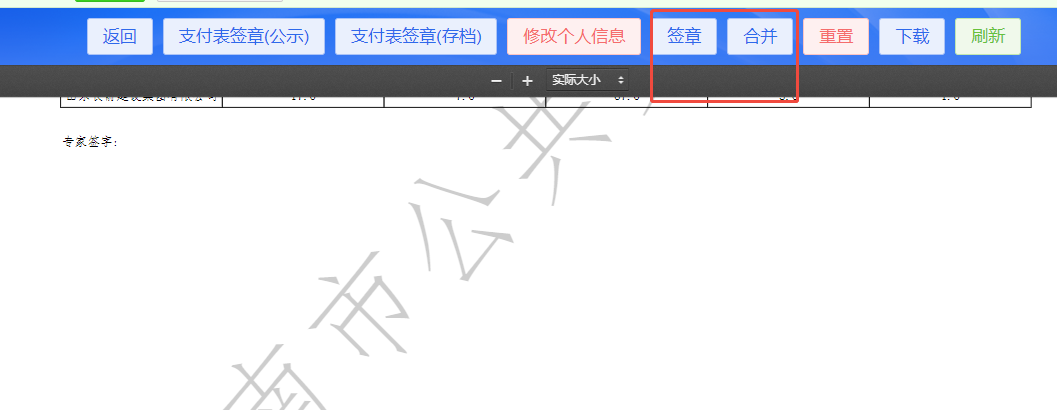 返回 支付表签章(公示) 支付表签章(存档) 修改个人信息 签章 合并 重置 下载 刷新
实际大小
专家签字：
南市公共